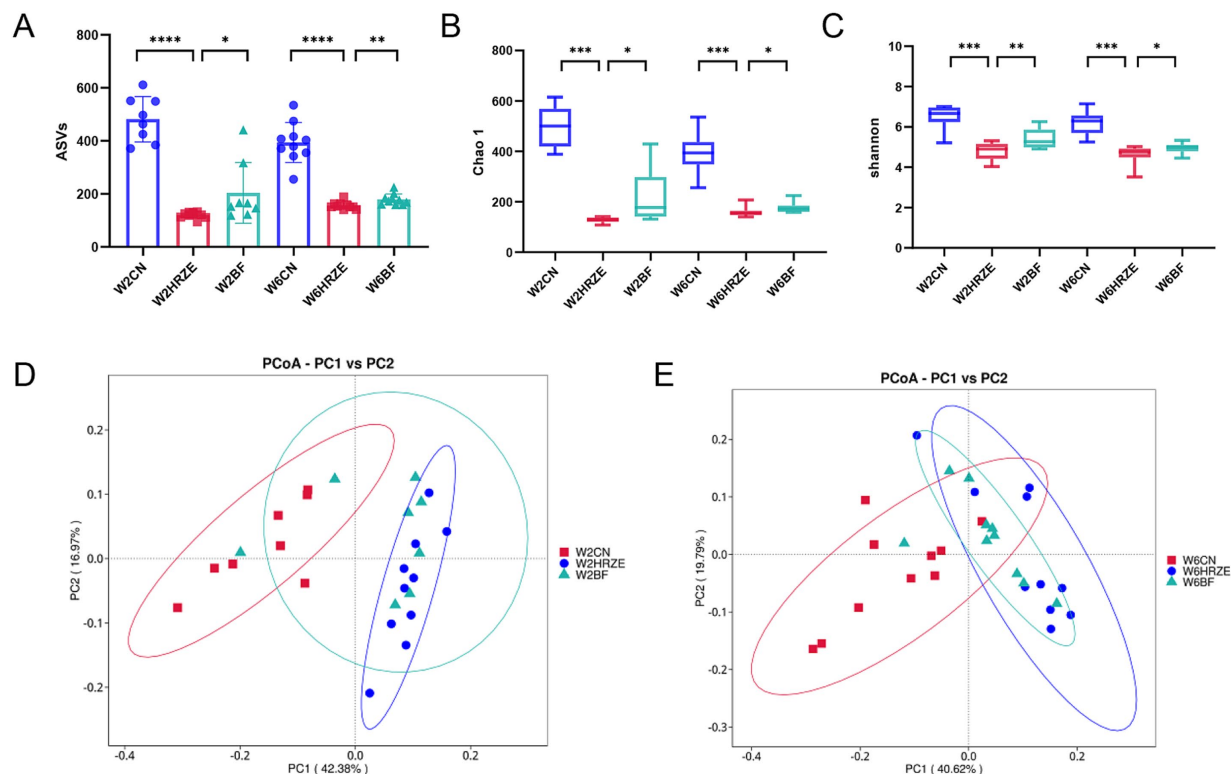 A
800
600
400
200
0
ASVs
****
*
****
**
W2CN
W2HRZE
W2BF
W6CN
W6HRZE
W6BF
B
800
600
400
200
0
Chao 1
***
*
***
*
W2CN
W2HRZE
W2BF
W6CN
W6HRZE
W6BF
C
10
8
6
4
2
0
shannon
***
**
***
*
W2CN
W2HRZE
W2BF
W6CN
W6HRZE
W6BF
D
PCoA - PC1 vs PC2
0.2
0.1
0.0
-0.1
-0.2
PC2 ( 16.97%)
-0.4
-0.2
0.0
0.2
PC1 ( 42.38%)
W2CN
W2HRZE
W2BF
E
PCoA - PC1 vs PC2
0.2
0.1
0.0
-0.1
-0.2
-0.3
PC2 ( 19.79%)
-0.4
-0.2
0.0
0.2
PC1 ( 40.62%)
W6CN
W6HRZE
W6BF